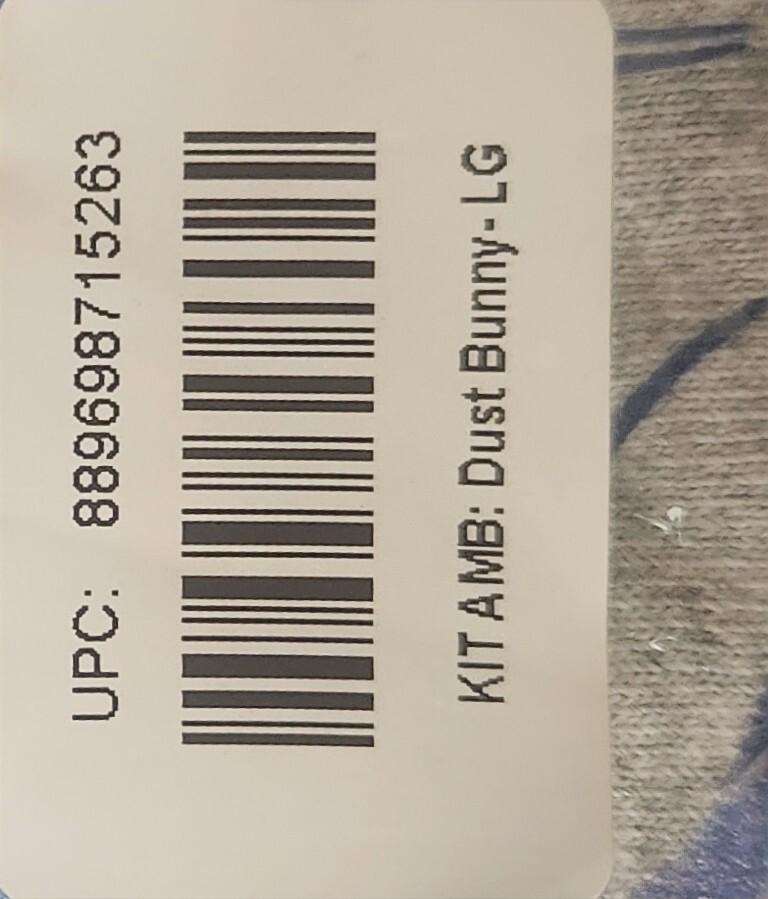 UPC: 889698715263
KIT AMB: Dust Bunny- LG